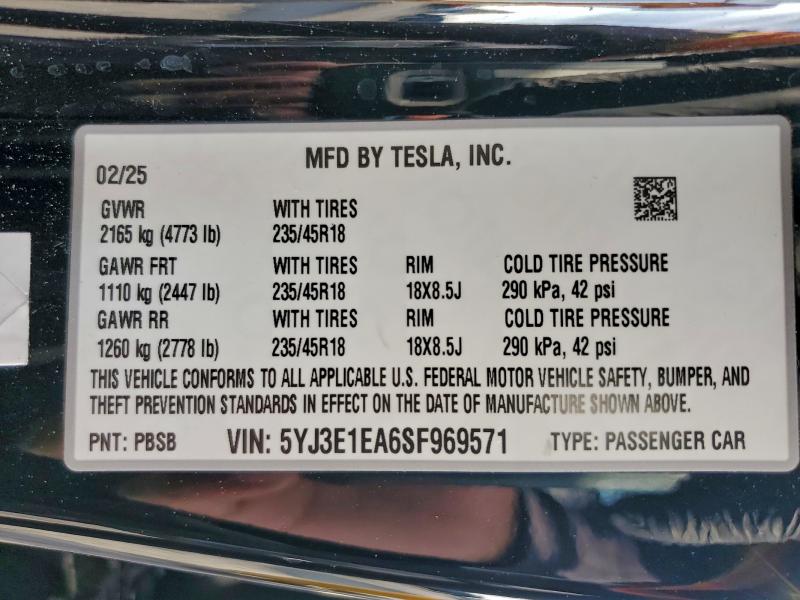 MFD BY TESLA, INC.
02/25
GVWR WITH TIRES
2165 kg (4773 lb) 235/45R18
GAWR FRT WITH TIRES RIM COLD TIRE PRESSURE
1110 kg (2447 lb) 235/45R18 18X8.5J 290 kPa, 42 psi
GAWR RR WITH TIRES RIM COLD TIRE PRESSURE
1260 kg (2778 lb) 235/45R18 18X8.5J 290 kPa, 42 psi
THIS VEHICLE CONFORMS TO ALL APPLICABLE U.S. FEDERAL MOTOR VEHICLE SAFETY, BUMPER, AND
THEFT PREVENTION STANDARDS IN EFFECT ON THE DATE OF MANUFACTURE SHOWN ABOVE.
PNT: PBSB VIN: 5YJ3E1EA6SF969571 TYPE: PASSENGER CAR